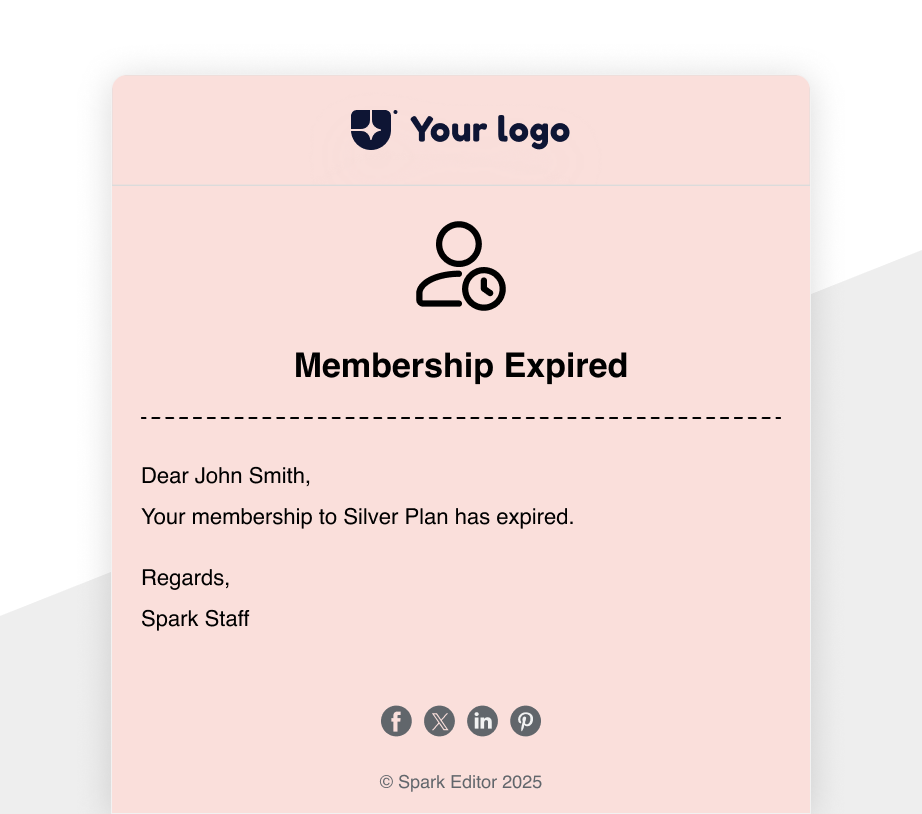 Your logo
Membership Expired
Dear John Smith,
Your membership to Silver Plan has expired.
Regards,
Spark Staff
© Spark Editor 2025